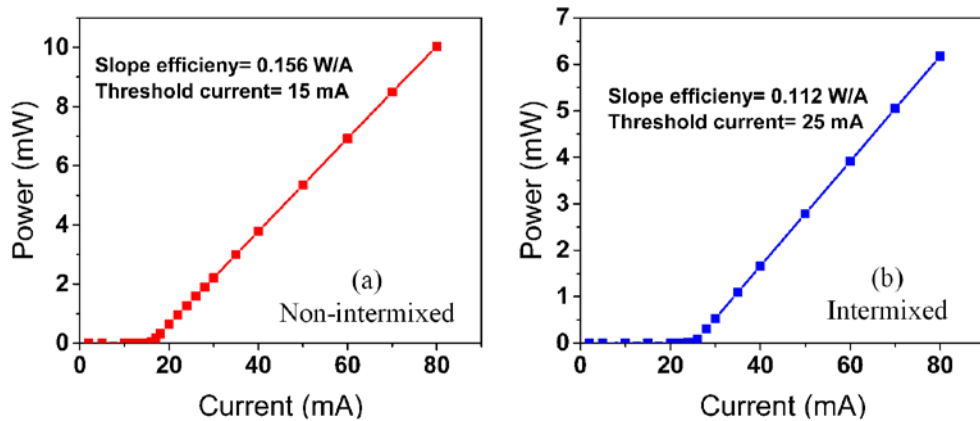 10
8
6
4
2
0
Power (mW)
Slope efficieny= 0.156 W/A
Threshold current= 15 mA
(a)
Non-intermixed
0 20 40 60 80
Current (mA)
7
6
5
4
3
2
1
0
Power (mW)
Slope efficieny= 0.112 W/A
Threshold current= 25 mA
(b)
Intermixed
0 20 40 60 80
Current (mA)